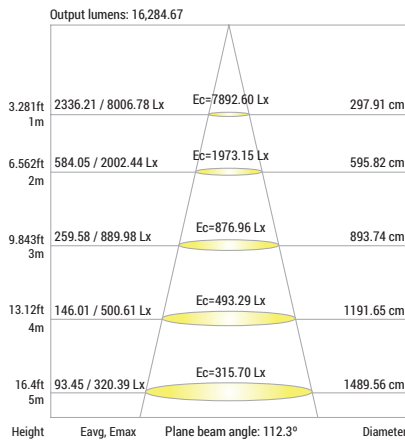 Output lumens: 16,284.67
3.281ft 2336.21 / 8006.78 Lx Ec=7892.60 Lx 297.91 cm
1m
6.562ft 584.05 / 2002.44 Lx Ec=1973.15 Lx 595.82 cm
2m
9.843ft 259.58 / 889.98 Lx Ec=876.96 Lx 893.74 cm
3m
13.12ft 146.01 / 500.61 Lx Ec=493.29 Lx 1191.65 cm
4m
16.4ft 93.45 / 320.39 Lx Ec=315.70 Lx 1489.56 cm
5m
Height Eavg, Emax Plane beam angle: 112.3º Diameter